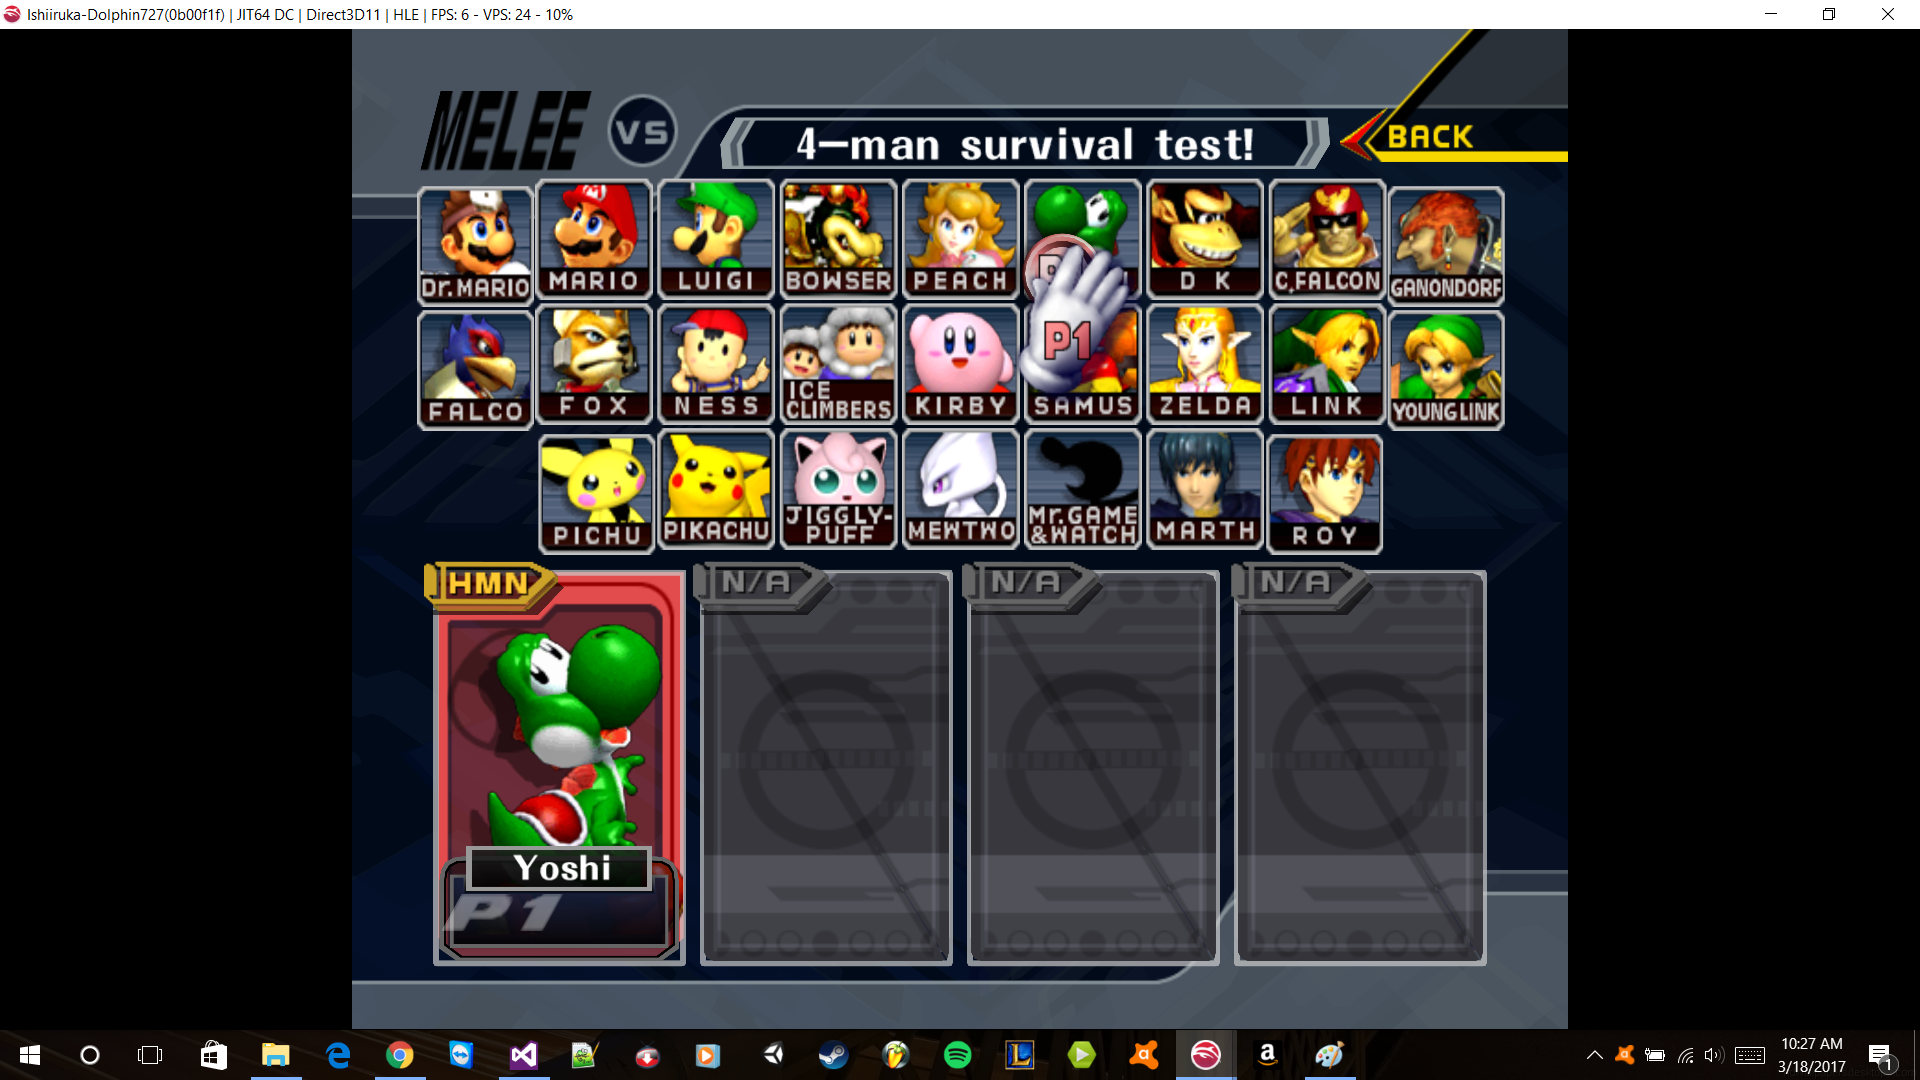 Ishiiruka-Dolphin727(0b00f1f) | JIT64 DC | Direct3D11 | HLE | FPS: 6 - VPS: 24 - 10%
MELEE VS 4-man survival test! BACK
Dr.MARIO MARIO LUIGI BOWSER PEACH D K C,FALCON GANONDORF
P1
FALCO FOX NESS ICE CLIMBERS KIRBY SAMUS ZELDA LINK YOUNG LINK
PICHU PIKACHU JIGGLY-PUFF MEWTWO Mr.GAME &WATCH MARTH ROY
HMN N/A N/A N/A
Yoshi
P1
10:27 AM
3/18/2017
1